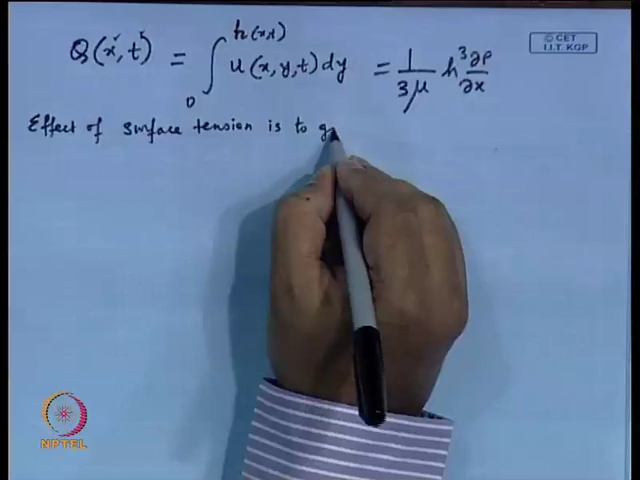 Q(x,t) = ∫₀^{h(x,t)} u(x,y,t) dy = 1/3μ h³ ∂p/∂x
© CET
I.I.T. KGP
Effect of surface tension is to g
NPTEL